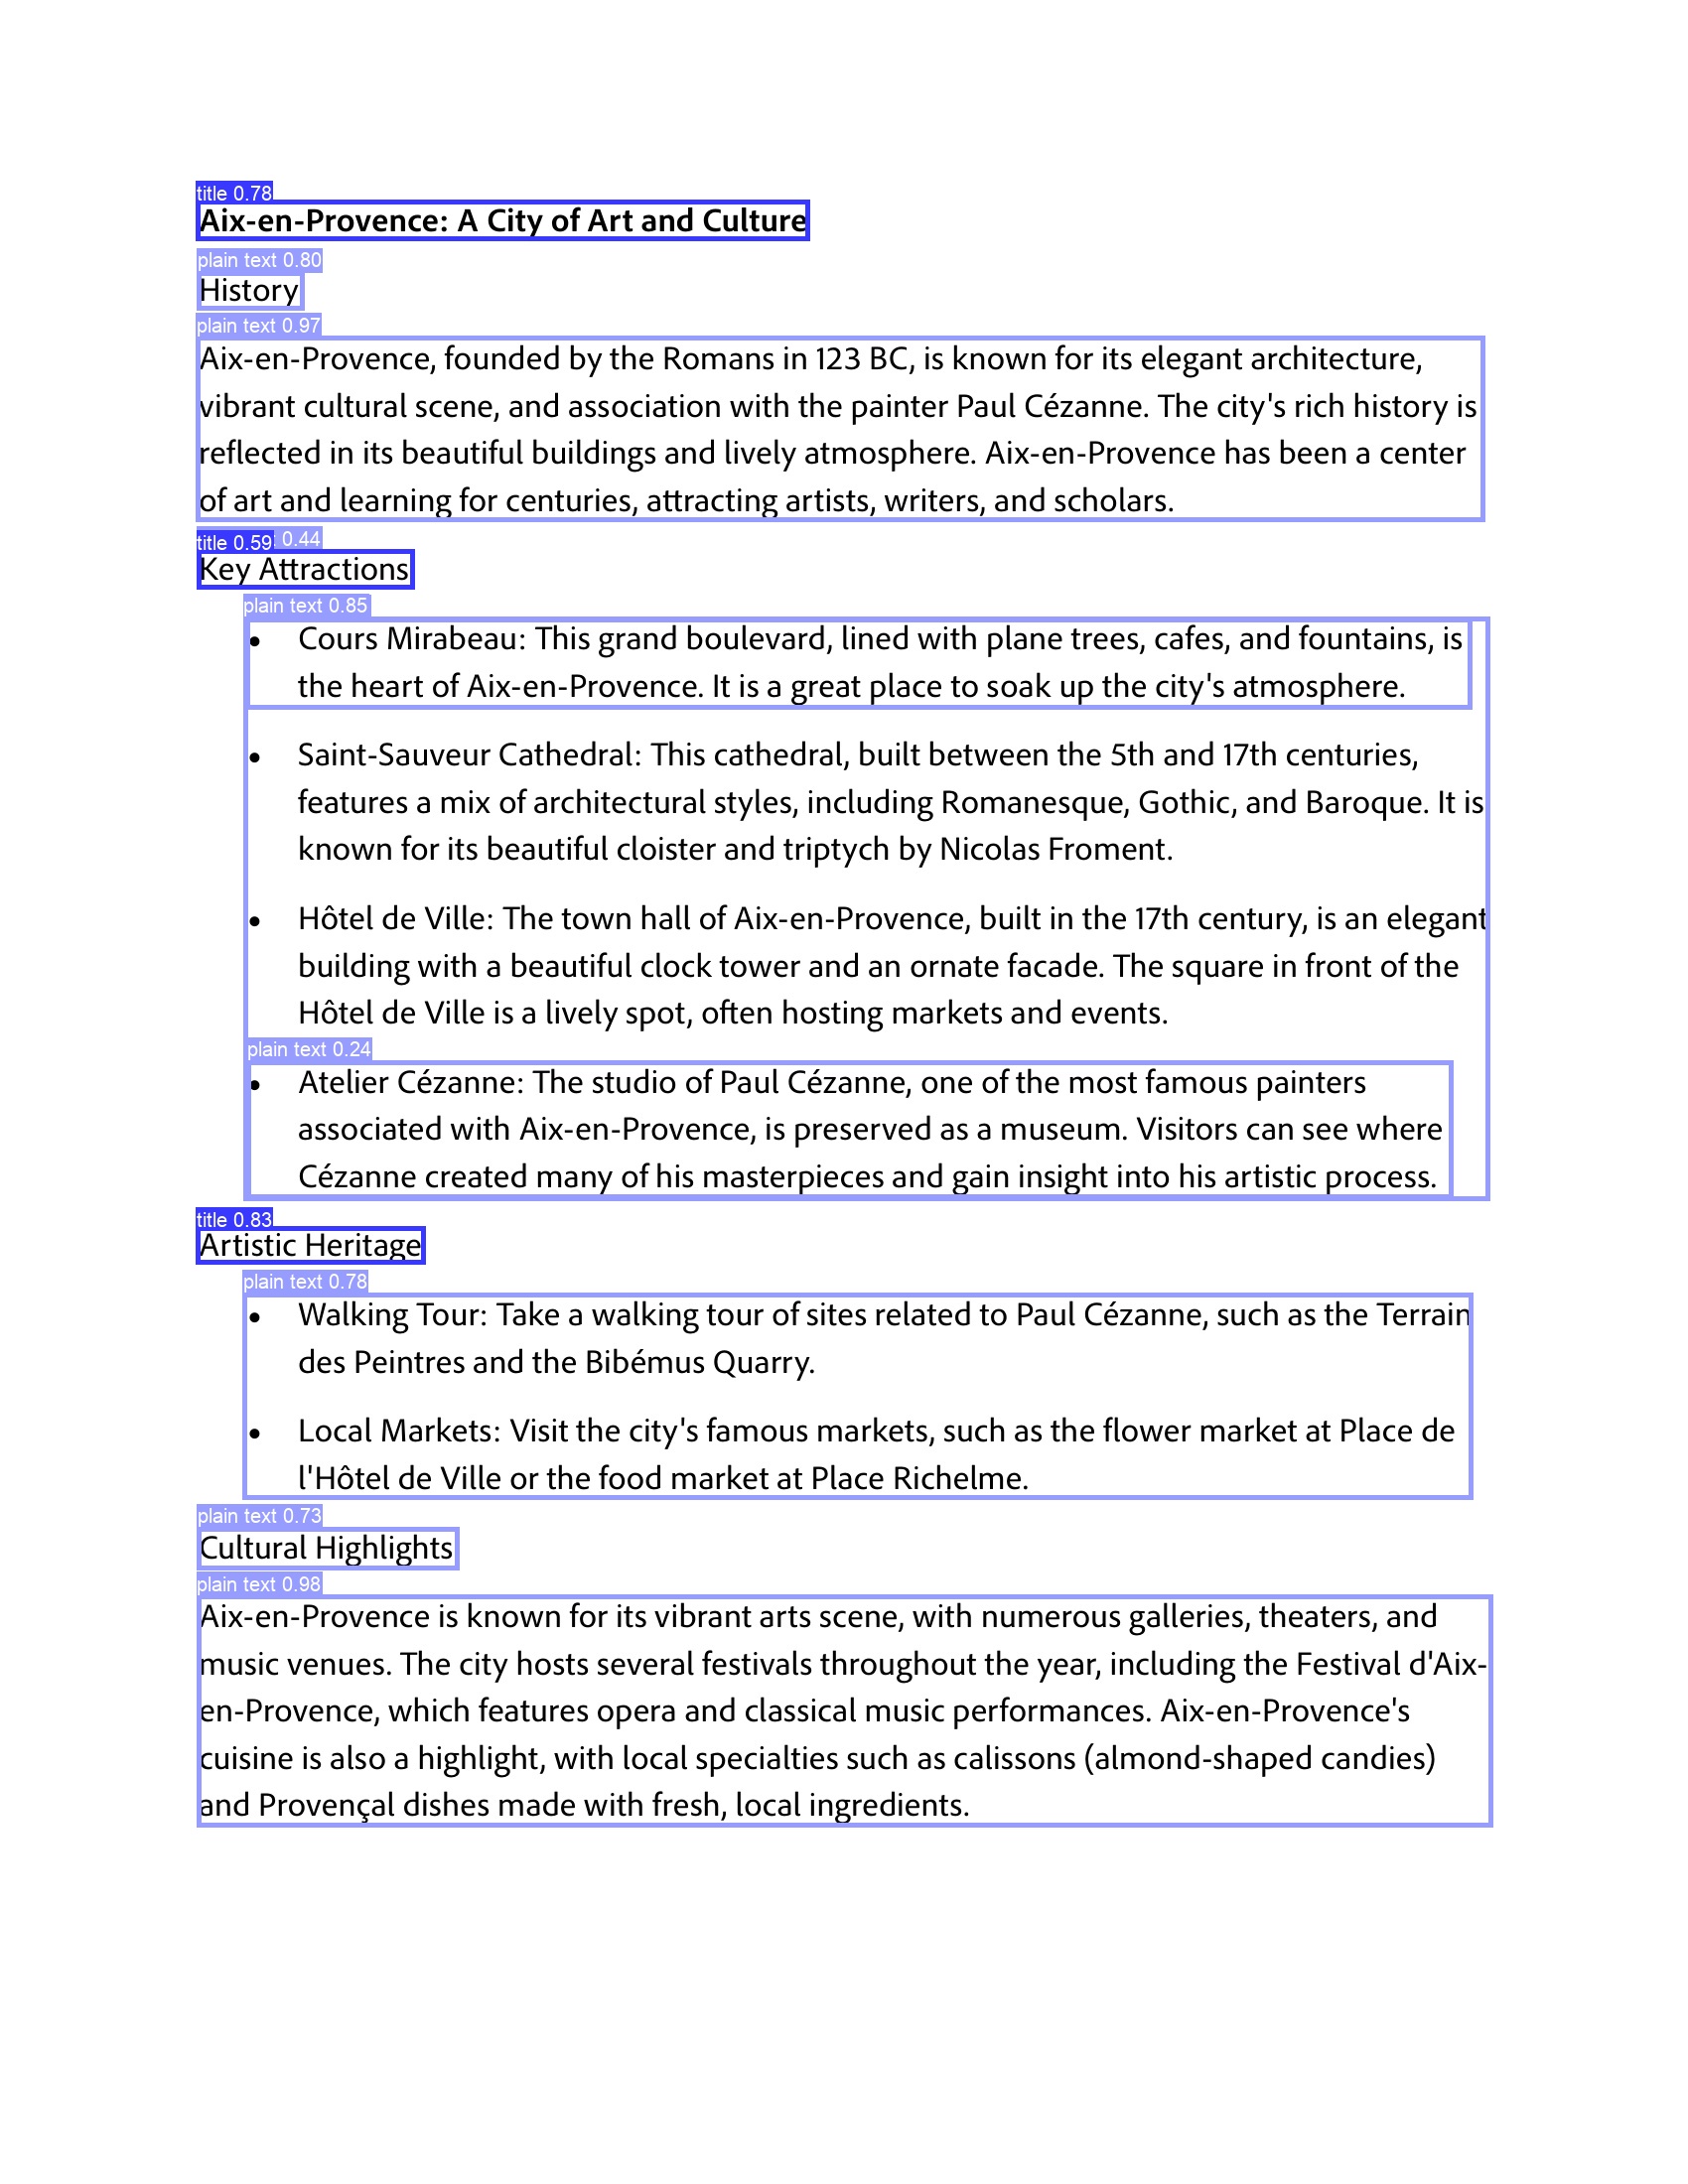 title 0.78
Aix-en-Provence: A City of Art and Culture
plain text 0.80
History
plain text 0.97
Aix-en-Provence, founded by the Romans in 123 BC, is known for its elegant architecture,
vibrant cultural scene, and association with the painter Paul Cézanne. The city's rich history is
reflected in its beautiful buildings and lively atmosphere. Aix-en-Provence has been a center
of art and learning for centuries, attracting artists, writers, and scholars.
title 0.59 0.44
Key Attractions
plain text 0.85
• Cours Mirabeau: This grand boulevard, lined with plane trees, cafes, and fountains, is
the heart of Aix-en-Provence. It is a great place to soak up the city's atmosphere.
• Saint-Sauveur Cathedral: This cathedral, built between the 5th and 17th centuries,
features a mix of architectural styles, including Romanesque, Gothic, and Baroque. It is
known for its beautiful cloister and triptych by Nicolas Froment.
• Hôtel de Ville: The town hall of Aix-en-Provence, built in the 17th century, is an elegant
building with a beautiful clock tower and an ornate facade. The square in front of the
Hôtel de Ville is a lively spot, often hosting markets and events.
plain text 0.24
• Atelier Cézanne: The studio of Paul Cézanne, one of the most famous painters
associated with Aix-en-Provence, is preserved as a museum. Visitors can see where
Cézanne created many of his masterpieces and gain insight into his artistic process.
title 0.83
Artistic Heritage
plain text 0.78
• Walking Tour: Take a walking tour of sites related to Paul Cézanne, such as the Terrain
des Peintres and the Bibémus Quarry.
• Local Markets: Visit the city's famous markets, such as the flower market at Place de
l'Hôtel de Ville or the food market at Place Richelme.
plain text 0.73
Cultural Highlights
plain text 0.98
Aix-en-Provence is known for its vibrant arts scene, with numerous galleries, theaters, and
music venues. The city hosts several festivals throughout the year, including the Festival d'Aix-
en-Provence, which features opera and classical music performances. Aix-en-Provence's
cuisine is also a highlight, with local specialties such as calissons (almond-shaped candies)
and Provençal dishes made with fresh, local ingredients.